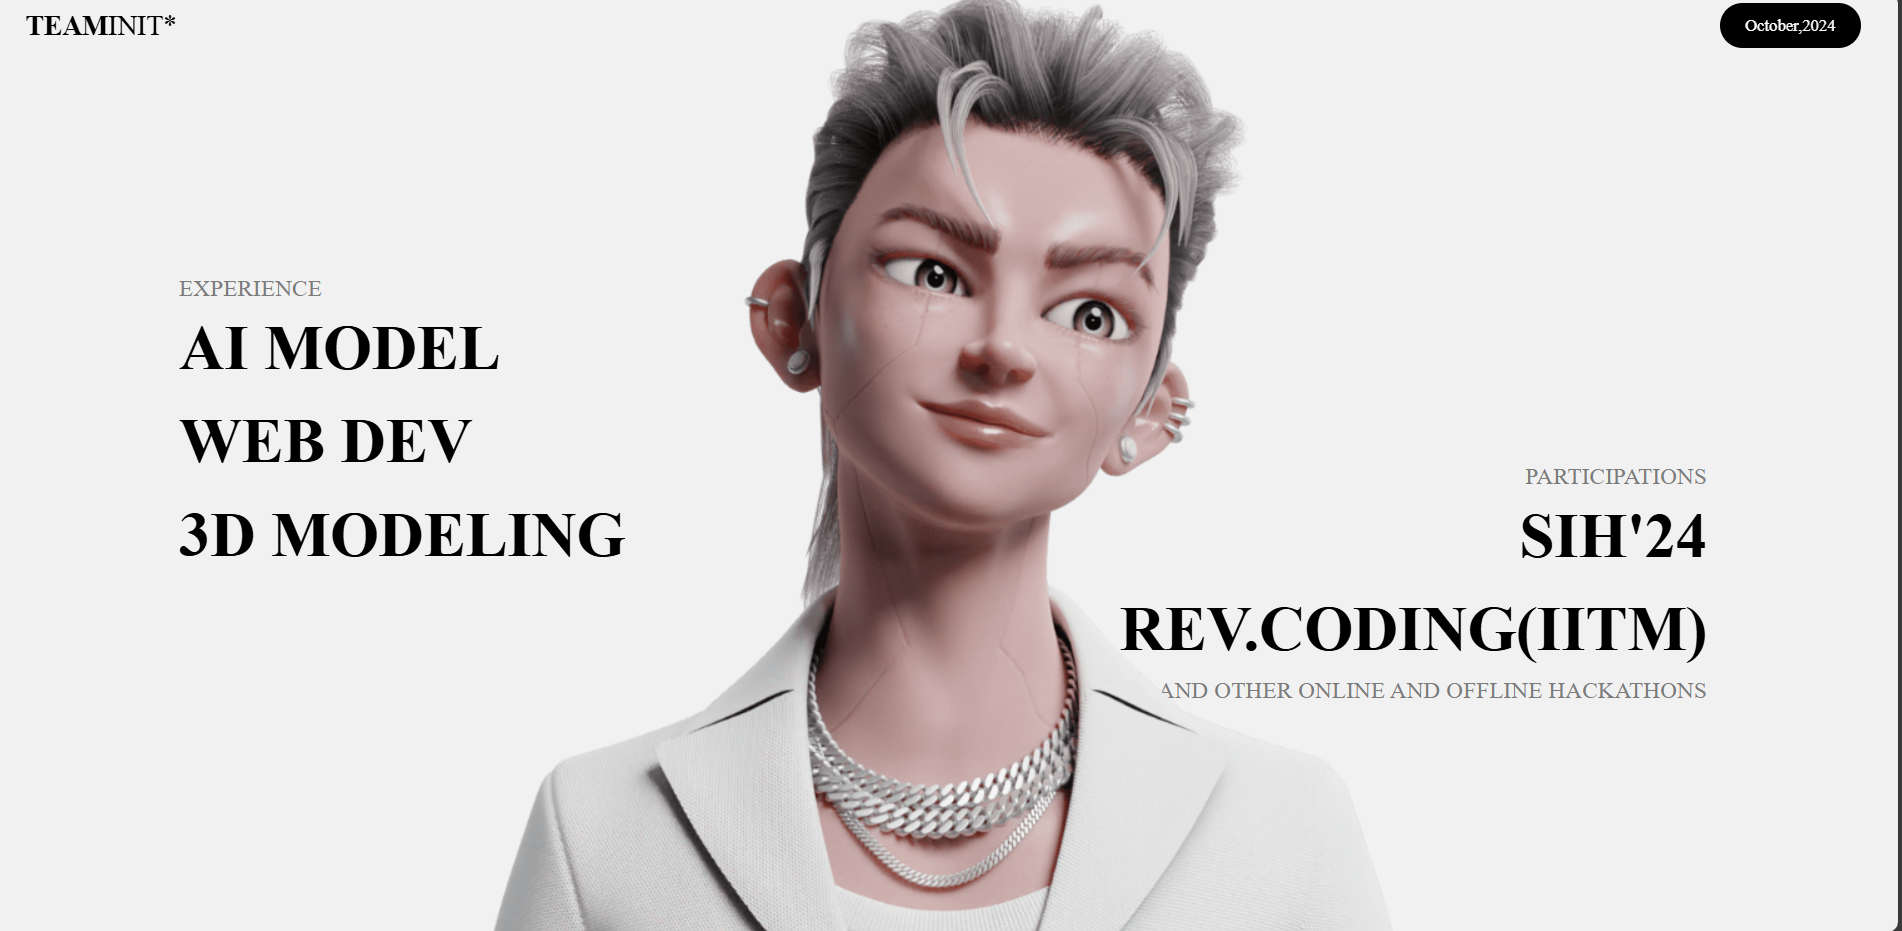 TEAMINIT*
October,2024
EXPERIENCE
AI MODEL
WEB DEV
3D MODELING
PARTICIPATIONS
SIH'24
REV.CODING(IITM)
AND OTHER ONLINE AND OFFLINE HACKATHONS